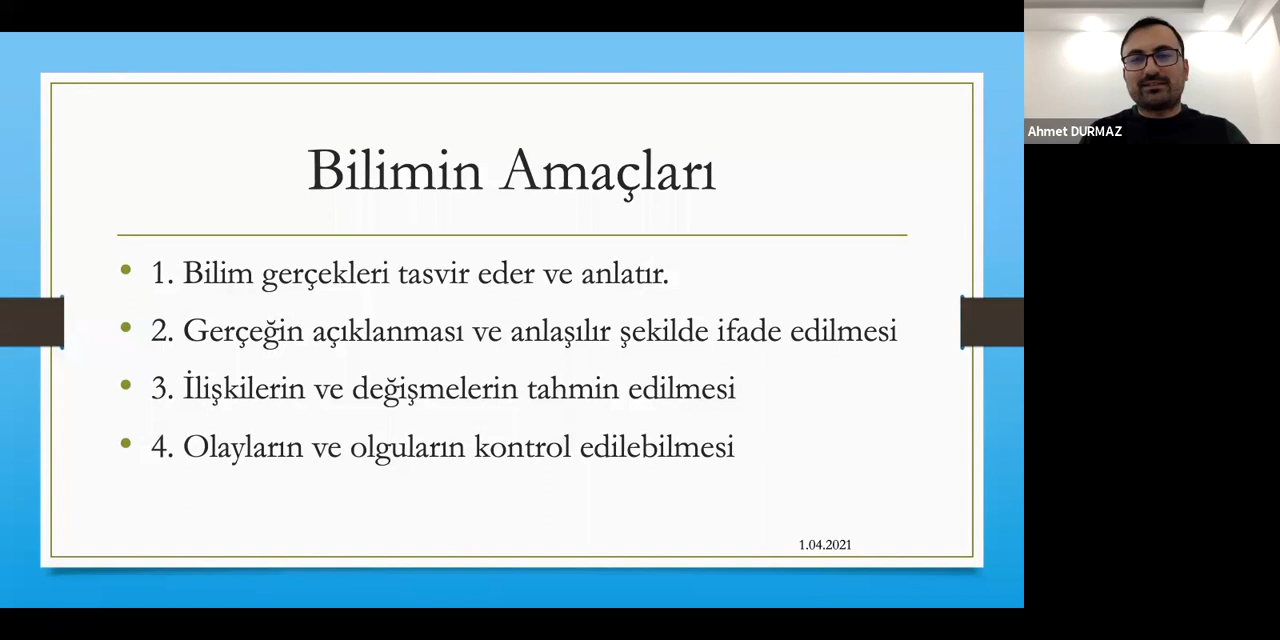 Bilimin Amaçları
• 1. Bilim gerçekleri tasvir eder ve anlatır.
• 2. Gerçeğin açıklanması ve anlaşılır şekilde ifade edilmesi
• 3. İlişkilerin ve değişmelerin tahmin edilmesi
• 4. Olayların ve olguların kontrol edilebilmesi
1.04.2021
Ahmet DURMAZ